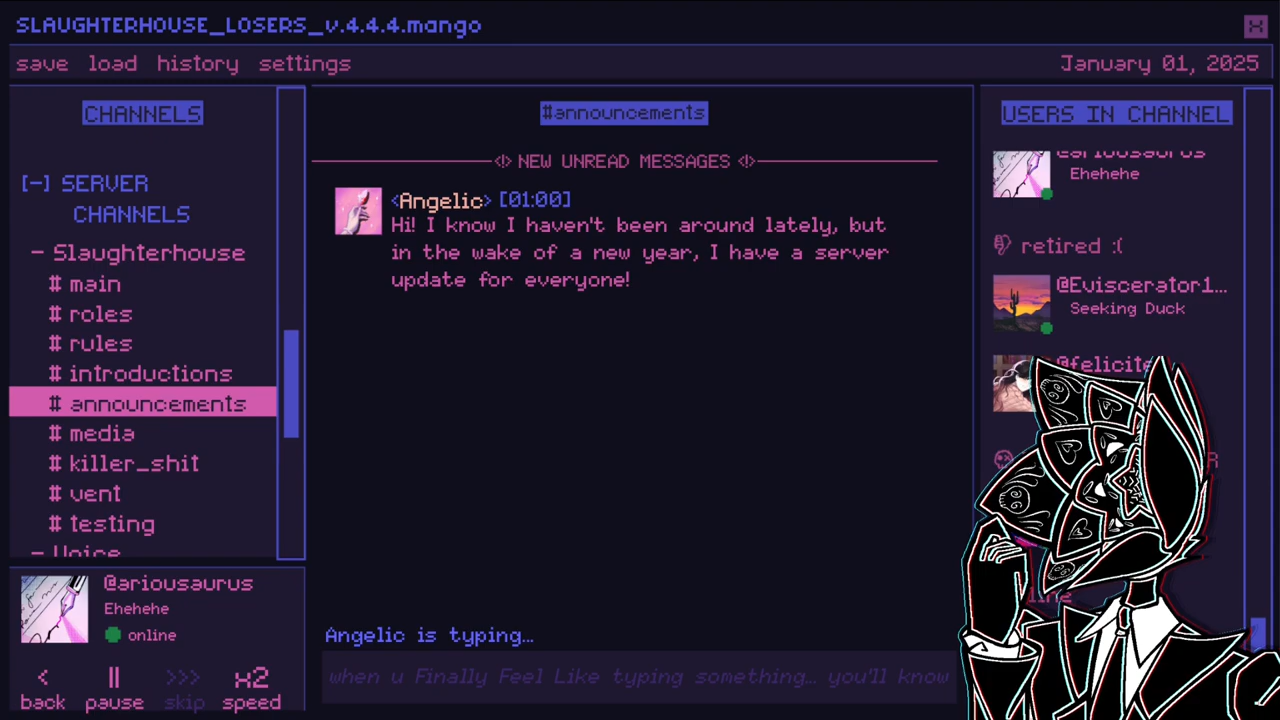 SLAUGHTERHOUSE_LOSERS_v.4.4.4.mango
X
save load history settings
January 01, 2025
CHANNELS
[-] SERVER
CHANNELS
- Slaughterhouse
# main
# roles
# rules
# introductions
# announcements
# media
# killer_shit
# vent
# testing
- Voice
@ariousaurus
Ehehehe
online
< || >>> x2
back pause skip speed
#announcements
<!> NEW UNREAD MESSAGES <!>
<Angelic> [01:00]
Hi! I know I haven't been around lately, but
in the wake of a new year, I have a server
update for everyone!
Angelic is typing...
when u Finally Feel Like typing something... you'll know
USERS IN CHANNEL
@ariousaurus
Ehehehe
retired :(
@Eviscerator1...
Seeking Duck
@felicite